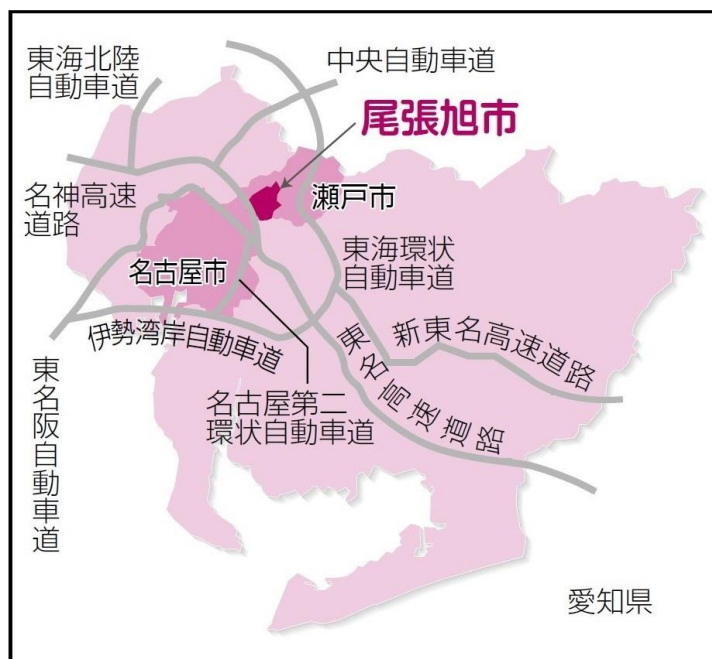 東海北陸
自動車道
中央自動車道
尾張旭市
名神高速
道路
瀬戸市
東海環状
自動車道
名古屋市
伊勢湾岸自動車道
新東名高速道路
東名高速道路
名古屋第二
環状自動車道
東名阪自動車道
愛知県